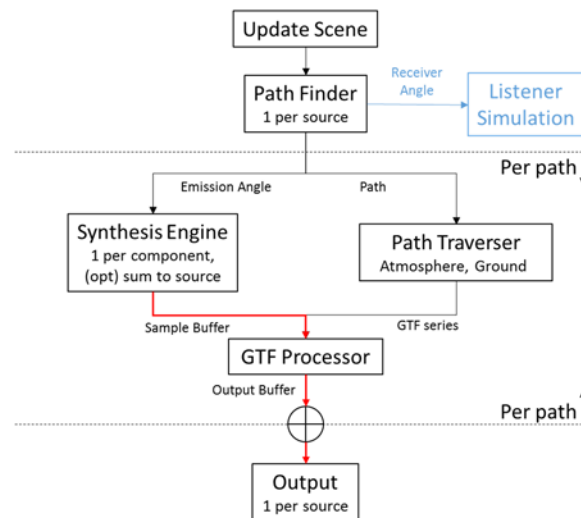 Update Scene
Path Finder
1 per source
Receiver
Angle
Listener
Simulation
Per path
Emission Angle
Path
Synthesis Engine
1 per component,
(opt) sum to source
Path Traverser
Atmosphere, Ground
Sample Buffer
GTF series
GTF Processor
Output Buffer
Per path
Output
1 per source